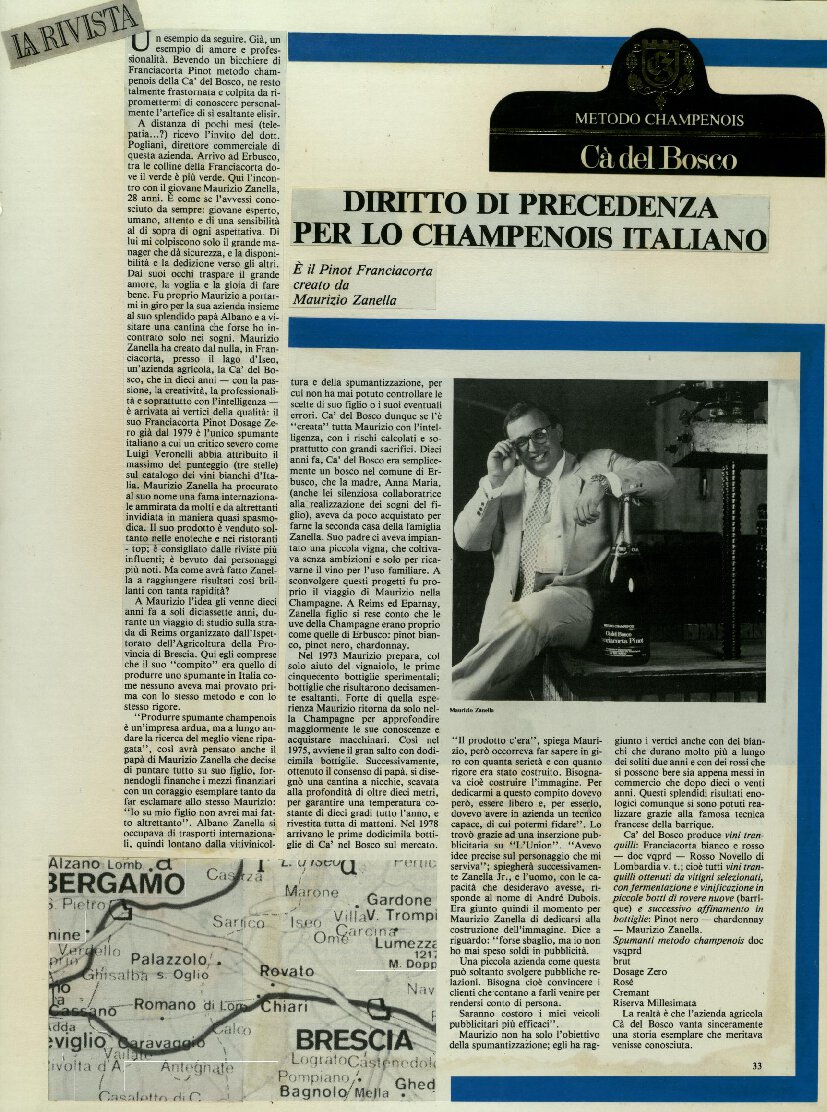 LA RIVISTA
METODO CHAMPENOIS
Cà del Bosco
DIRITTO DI PRECEDENZA
PER LO CHAMPENOIS ITALIANO
È il Pinot Franciacorta
creato da
Maurizio Zanella
Un esempio da seguire. Già, un
esempio di amore e profes-
sionalità. Bevendo un bicchiere di
Franciacorta Pinot metodo cham-
penois della Ca' del Bosco, ne resto
talmente frastornata e colpita da ri-
promettermi di conoscere personal-
mente l'artefice di sì esaltante elisir.
A distanza di pochi mesi (tele-
patia...?) ricevo l'invito del dott.
Pogliani, direttore commerciale di
questa azienda. Arrivo ad Erbusco,
tra le colline della Franciacorta do-
ve il verde è più verde. Qui l'incon-
tro con il giovane Maurizio Zanella,
28 anni. È come se l'avessi cono-
sciuto da sempre: giovane esperto,
umano, attento e di una sensibilità
al di sopra di ogni aspettativa. Di
lui mi colpiscono solo il grande ma-
nager che dà sicurezza, e la disponi-
bilità e la dedizione verso gli altri.
Dai suoi occhi traspare il grande
amore, la voglia e la gioia di fare
bene. Fu proprio Maurizio a portar-
mi in giro per la sua azienda insieme
al suo splendido papà Albano e a vi-
sitare una cantina che forse ho in-
contrato solo nei sogni. Maurizio
Zanella ha creato dal nulla, in Fran-
ciacorta, presso il lago d'Iseo,
un'azienda agricola, la Ca' del Bo-
sco, che in dieci anni — con la pas-
sione, la creatività, la professionali-
tà e soprattutto con l'intelligenza —
è arrivata ai vertici della qualità: il
suo Franciacorta Pinot Dosage Ze-
ro già dal 1979 è l'unico spumante
italiano a cui un critico severo come
Luigi Veronelli abbia attribuito il
massimo del punteggio (tre stelle)
sul catalogo dei vini bianchi d'Ita-
lia. Maurizio Zanella ha procurato
al suo nome una fama internaziona-
le ammirata da molti e da altrettanti
invidiata in maniera quasi spasmo-
dica. Il suo prodotto è venduto sol-
tanto nelle enoteche e nei ristoranti
- top; è consigliato dalle riviste più
influenti; è bevuto dai personaggi
più noti. Ma come avrà fatto Zanel-
la a raggiungere risultati così bril-
lanti con tanta rapidità?
A Maurizio l'idea gli venne dieci
anni fa a soli diciassette anni, du-
rante un viaggio di studio sulla stra-
da di Reims organizzato dall'Ispet-
torato dell'Agricoltura della Pro-
vincia di Brescia. Qui egli comprese
che il suo "compito" era quello di
produrre uno spumante in Italia co-
me nessuno aveva mai provato pri-
ma con lo stesso metodo e con lo
stesso rigore.
"Produrre spumante champenois
è un'impresa ardua, ma a lungo an-
dare la ricerca del meglio viene ripa-
gata", così avrà pensato anche il
papà di Maurizio Zanella che decise
di puntare tutto su suo figlio, for-
nendogli finanche i mezzi finanziari
con un coraggio esemplare tanto da
far esclamare allo stesso Maurizio:
"Io su mio figlio non avrei mai fat-
to altrettanto". Albano Zanella si
occupava di trasporti internaziona-
li, quindi lontano dalla vitivinicol-
tura e della spumantizzazione, per
cui non ha mai potuto controllare le
scelte di suo figlio o i suoi eventuali
errori. Ca' del Bosco dunque se l'è
"creata" tutta Maurizio con l'intel-
ligenza, con i rischi calcolati e so-
prattutto con grandi sacrifici. Dieci
anni fa, Ca' del Bosco era semplice-
mente un bosco nel comune di Er-
busco, che la madre, Anna Maria,
(anche lei silenziosa collaboratrice
alla realizzazione dei sogni del fi-
glio), aveva da poco acquistato per
farne la seconda casa della famiglia
Zanella. Suo padre ci aveva impian-
tato una piccola vigna, che coltiva-
va senza ambizioni e solo per rica-
varne il vino per l'uso familiare. A
sconvolgere questi progetti fu pro-
prio il viaggio di Maurizio nella
Champagne. A Reims ed Eparnay,
Zanella figlio si rese conto che le
uve della Champagne erano proprio
come quelle di Erbusco: pinot bian-
co, pinot nero, chardonnay.
Nel 1973 Maurizio prepara, col
solo aiuto del vignaiolo, le prime
cinquecento bottiglie sperimentali;
bottiglie che risultarono decisamen-
te esaltanti. Forte di quella espe-
rienza Maurizio ritorna da solo nel-
la Champagne per approfondire
maggiormente le sue conoscenze e
acquistare macchinari. Così nel
1975, avviene il gran salto con dodi-
cimila bottiglie. Successivamente,
ottenuto il consenso di papà, si dise-
gnò una cantina a nicchie, scavata
alla profondità di oltre dieci metri,
per garantire una temperatura co-
stante di dieci gradi tutto l'anno, e
rivestita tutta di mattoni. Nel 1978
arrivano le prime dodicimila botti-
glie di Ca' nel Bosco sul mercato.
Cà del Bosco
Maurizio Zanella
"Il prodotto c'era", spiega Mauri-
zio, però occorreva far sapere in gi-
ro con quanta serietà e con quanto
rigore era stato costruito. Bisogna-
va cioè costruire l'immagine. Per
dedicarmi a questo compito dovevo
però, essere libero e, per esserlo,
dovevo avere in azienda un tecnico
capace, di cui potermi fidare". Lo
trovò grazie ad una inserzione pub-
blicitaria su "L'Union". "Avevo
idee precise sul personaggio che mi
serviva"; spiegherà successivamen-
te Zanella Jr., e l'uomo, con le ca-
pacità che desideravo avesse, ri-
sponde al nome di André Dubois.
Era giunto quindi il momento per
Maurizio Zanella di dedicarsi alla
costruzione dell'immagine. Dice a
riguardo: "forse sbaglio, ma io non
ho mai speso soldi in pubblicità.
Una piccola azienda come questa
può soltanto svolgere pubbliche re-
lazioni. Bisogna cioè convincere i
clienti che contano a farli venire per
rendersi conto di persona.
Saranno costoro i miei veicoli
pubblicitari più efficaci".
Maurizio non ha solo l'obiettivo
della spumantizzazione; egli ha rag-
giunto i vertici anche con dei bian-
chi che durano molto più a lungo
dei soliti due anni e con dei rossi che
si possono bere sia appena messi in
commercio che dopo dieci o venti
anni. Questi splendidi risultati eno-
logici comunque si sono potuti rea-
lizzare grazie alla famosa tecnica
francese della barrique.
Ca' del Bosco produce vini tran-
quilli: Franciacorta bianco e rosso
— doc vqprd — Rosso Novello di
Lombardia v. t.; cioè tutti vini tran-
quilli ottenuti da vitigni selezionati,
con fermentazione e vinificazione in
piccole botti di rovere nuove (barri-
que) e successivo affinamento in
bottiglie: Pinot nero — chardonnay
— Maurizio Zanella.
Spumanti metodo champenois doc
vsqprd
brut
Dosage Zero
Rosé
Cremant
Riserva Millesimata
La realtà è che l'azienda agricola
Cà del Bosco vanta sinceramente
una storia esemplare che meritava
venisse conosciuta.
33
Alzano Lomb.
BERGAMO
S. Pietro
Marone
Gardone
V. Trompi
Villa
Sarnico
Iseo
Carcina
Ome
Lumezza
M. Dopp
Verdello
Palazzolo
s. Oglio
Ghisalba
Rovato
Nav
Romano di Lom
Chiari
Cassano
Adda
eviglio
Caravaggio
Calco
BRESCIA
Vailate
ivolta d'A
Antegnate
Lograto
Castenedolo
Pompiano
Ghed
Bagnolo Mella
Casaletto di C.